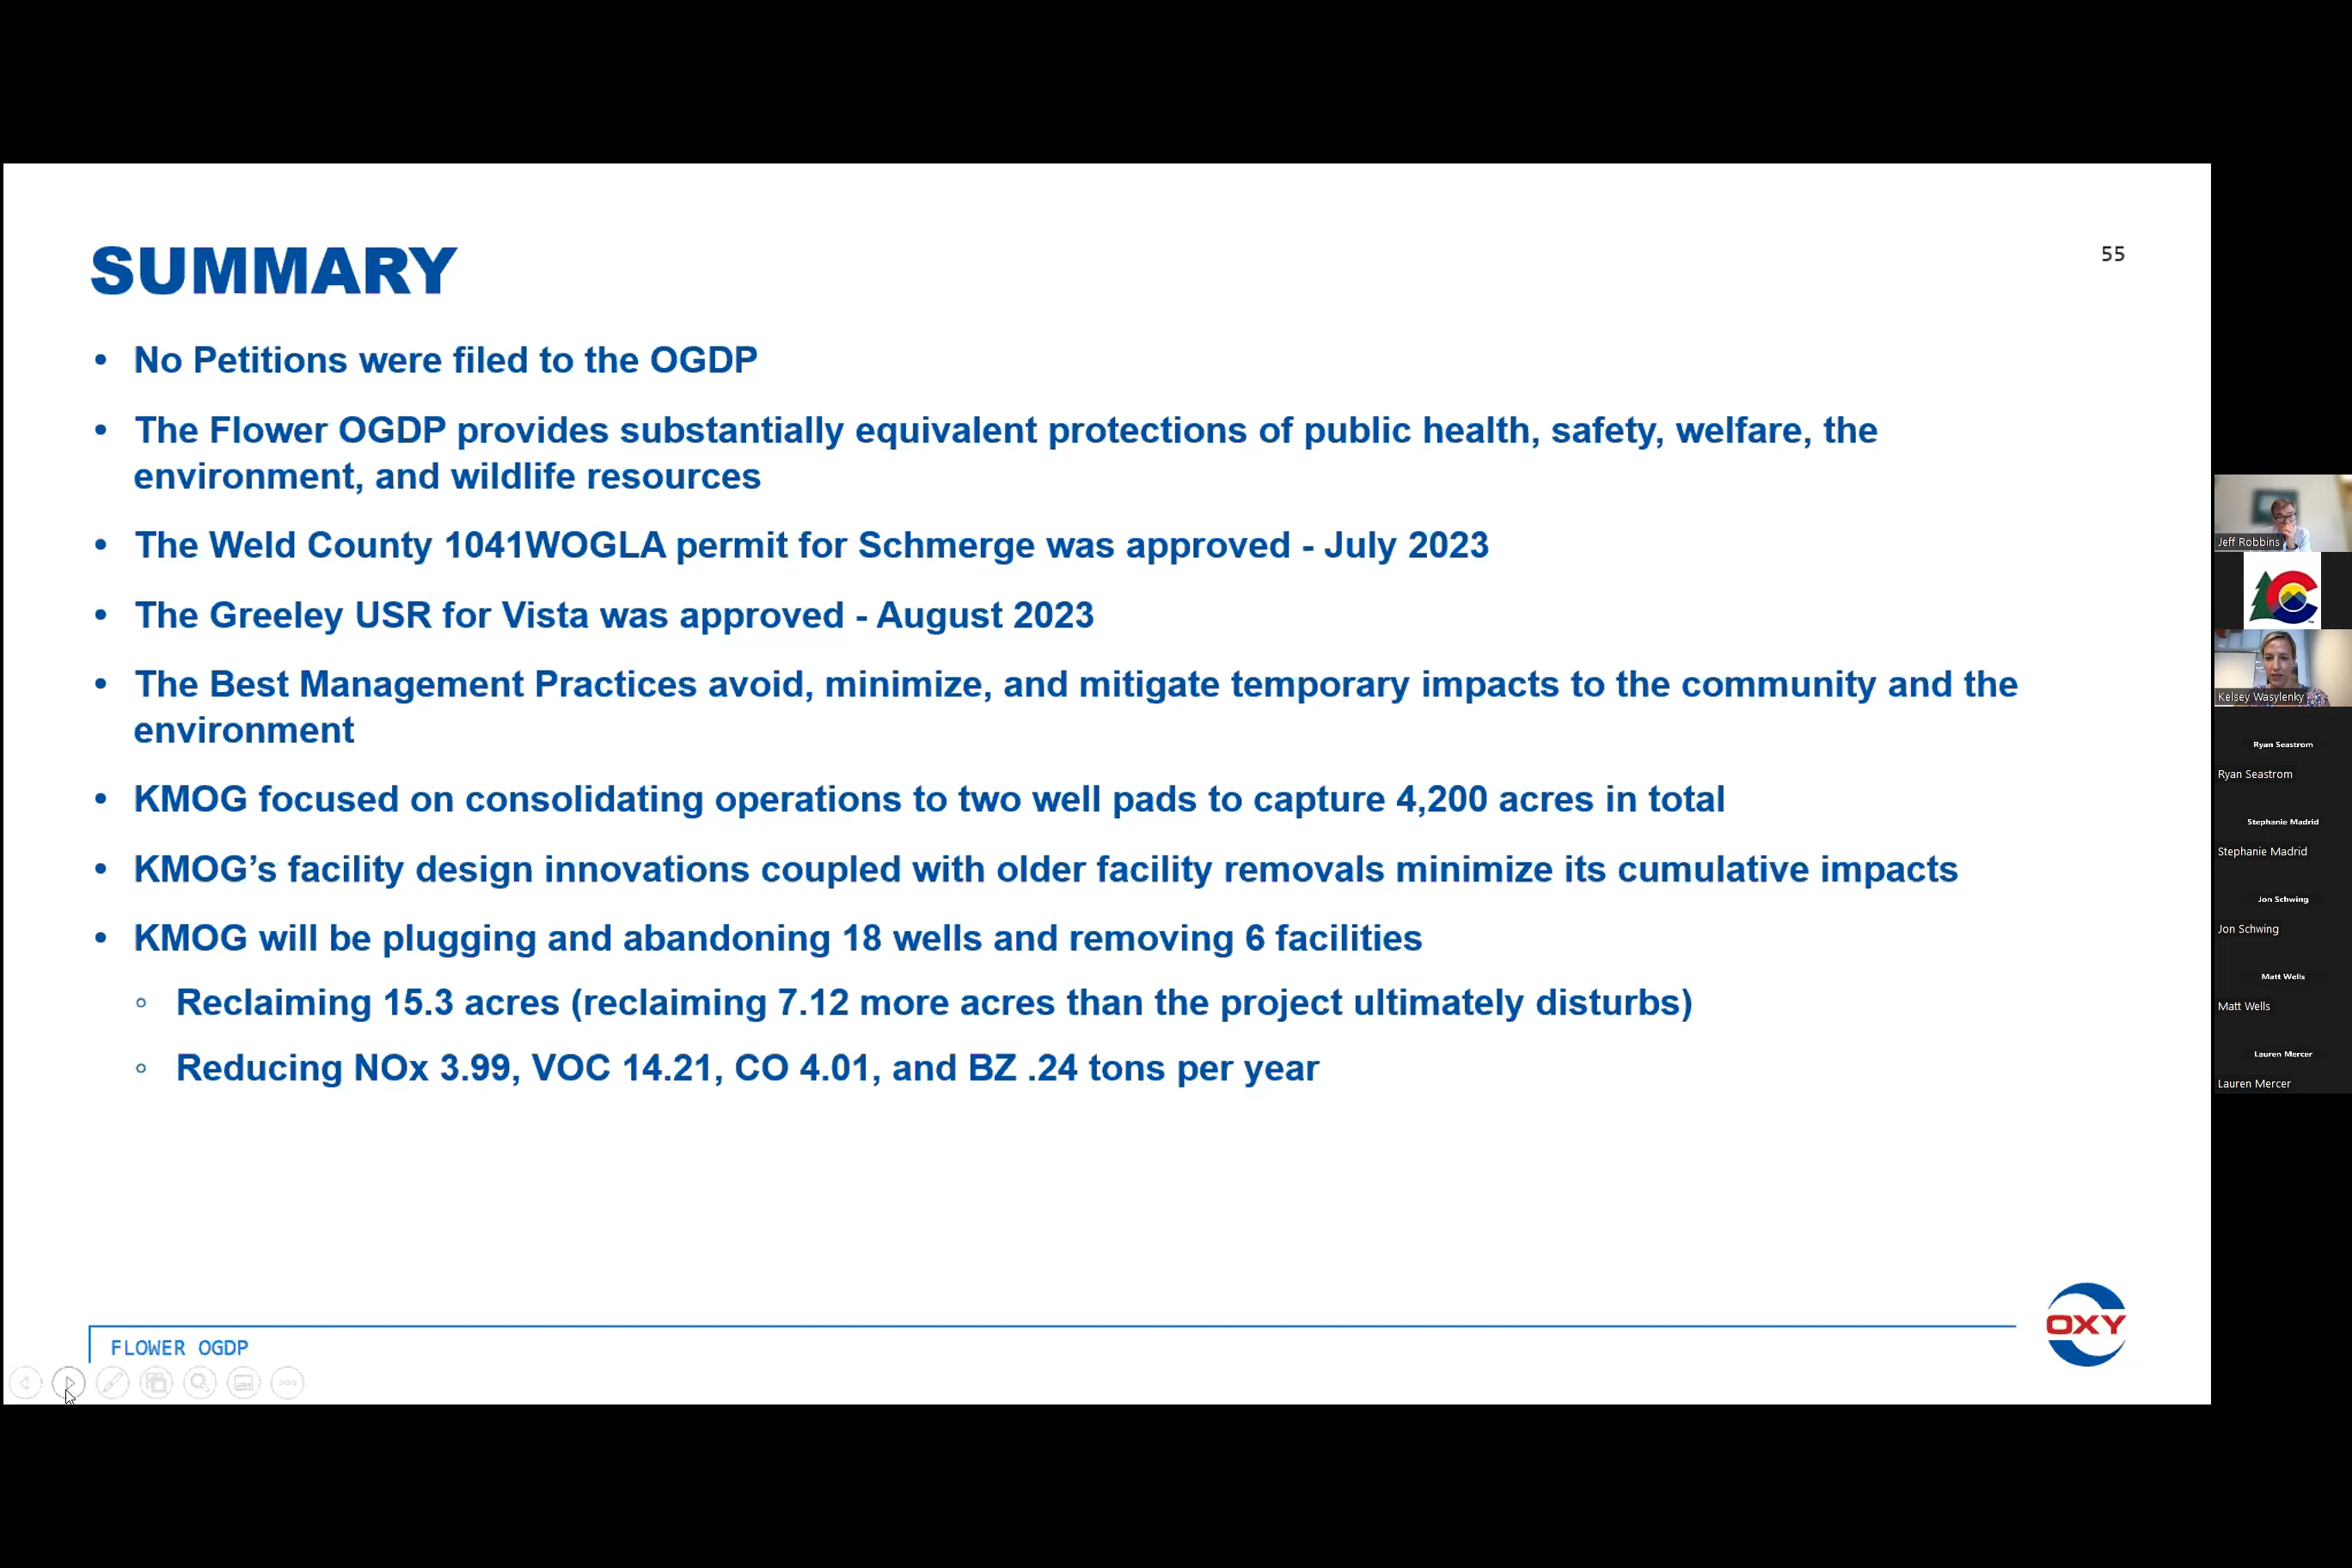 SUMMARY
55
• No Petitions were filed to the OGDP
• The Flower OGDP provides substantially equivalent protections of public health, safety, welfare, the
environment, and wildlife resources
• The Weld County 1041WOGLA permit for Schmerge was approved - July 2023
• The Greeley USR for Vista was approved - August 2023
• The Best Management Practices avoid, minimize, and mitigate temporary impacts to the community and the
environment
• KMOG focused on consolidating operations to two well pads to capture 4,200 acres in total
• KMOG’s facility design innovations coupled with older facility removals minimize its cumulative impacts
• KMOG will be plugging and abandoning 18 wells and removing 6 facilities
◦ Reclaiming 15.3 acres (reclaiming 7.12 more acres than the project ultimately disturbs)
◦ Reducing NOx 3.99, VOC 14.21, CO 4.01, and BZ .24 tons per year
FLOWER OGDP
OXY
Jeff Robbins
Kelsey Wasylenky
Ryan Seastrom
Ryan Seastrom
Stephanie Madrid
Stephanie Madrid
Jon Schwing
Jon Schwing
Matt Wells
Matt Wells
Lauren Mercer
Lauren Mercer